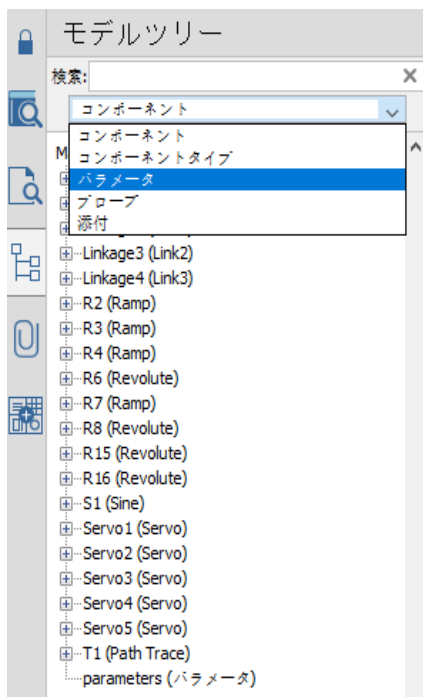 モデルツリー
検索:
コンポーネント
コンポーネント
コンポーネントタイプ
パラメータ
プローブ
添付
M
Linkage3 (Link2)
Linkage4 (Link3)
R2 (Ramp)
R3 (Ramp)
R4 (Ramp)
R6 (Revolute)
R7 (Ramp)
R8 (Revolute)
R15 (Revolute)
R16 (Revolute)
S1 (Sine)
Servo1 (Servo)
Servo2 (Servo)
Servo3 (Servo)
Servo4 (Servo)
Servo5 (Servo)
T1 (Path Trace)
parameters (パラメータ)